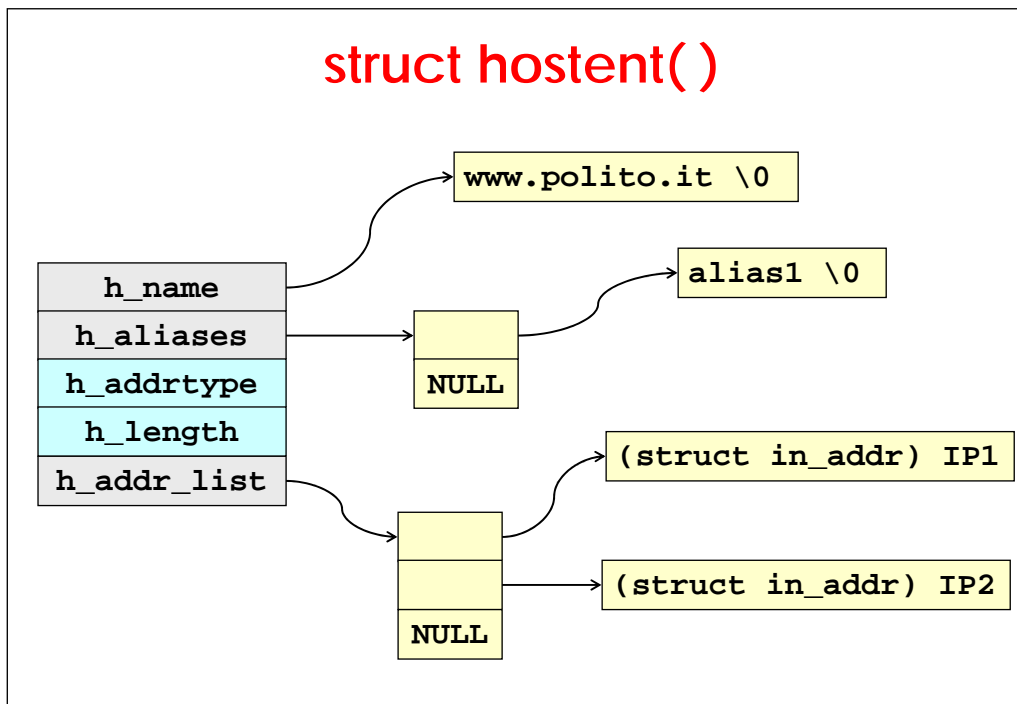 struct hostent( )
www.polito.it \0
alias1 \0
h_name
h_aliases
h_addrtype
NULL
h_length
(struct in_addr) IP1
h_addr_list
(struct in_addr) IP2
NULL